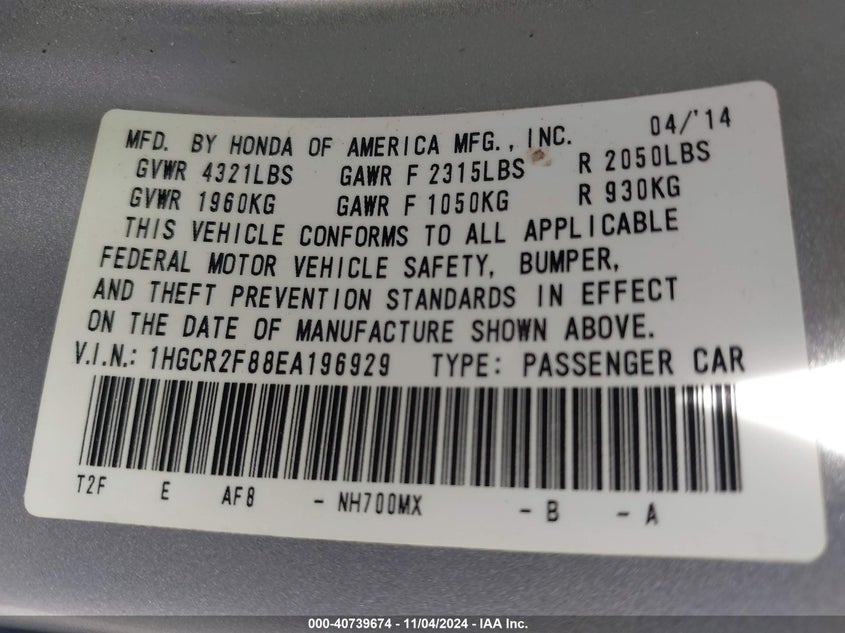 MFD. BY HONDA OF AMERICA MFG., INC. 04/'14
GVWR 4321LBS GAWR F 2315LBS R 2050LBS
GVWR 1960KG GAWR F 1050KG R 930KG
THIS VEHICLE CONFORMS TO ALL APPLICABLE
FEDERAL MOTOR VEHICLE SAFETY, BUMPER,
AND THEFT PREVENTION STANDARDS IN EFFECT
ON THE DATE OF MANUFACTURE SHOWN ABOVE.
V.I.N.: 1HGCR2F88EA196929 TYPE: PASSENGER CAR
T2F E AF8 - NH700MX - B - A
000-40739674 - 11/04/2024 - IAA Inc.